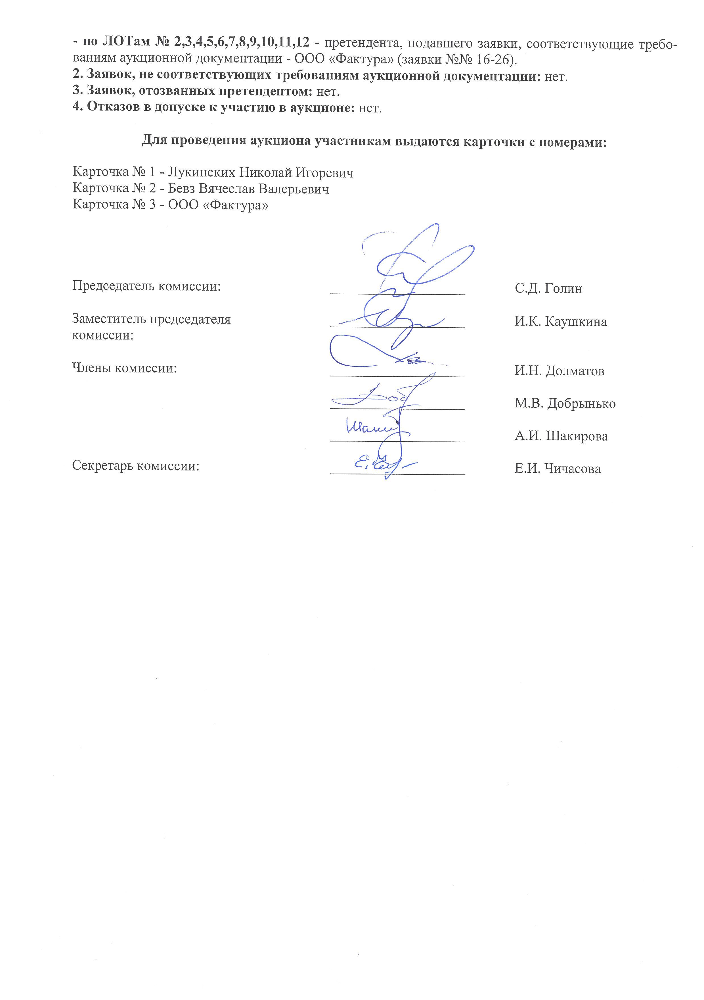 - по ЛОТам № 2,3,4,5,6,7,8,9,10,11,12 - претендента, подавшего заявки, соответствующие требо-
ваниям аукционной документации - ООО «Фактура» (заявки №№ 16-26).
2. Заявок, не соответствующих требованиям аукционной документации: нет.
3. Заявок, отозванных претендентом: нет.
4. Отказов в допуске к участию в аукционе: нет.
Для проведения аукциона участникам выдаются карточки с номерами:
Карточка № 1 - Лукинских Николай Игоревич
Карточка № 2 - Бевз Вячеслав Валерьевич
Карточка № 3 - ООО «Фактура»
Председатель комиссии: С.Д. Голин
Заместитель председателя И.К. Каушкина
комиссии:
Члены комиссии: И.Н. Долматов
М.В. Добрынько
А.И. Шакирова
Секретарь комиссии: Е.И. Чичасова